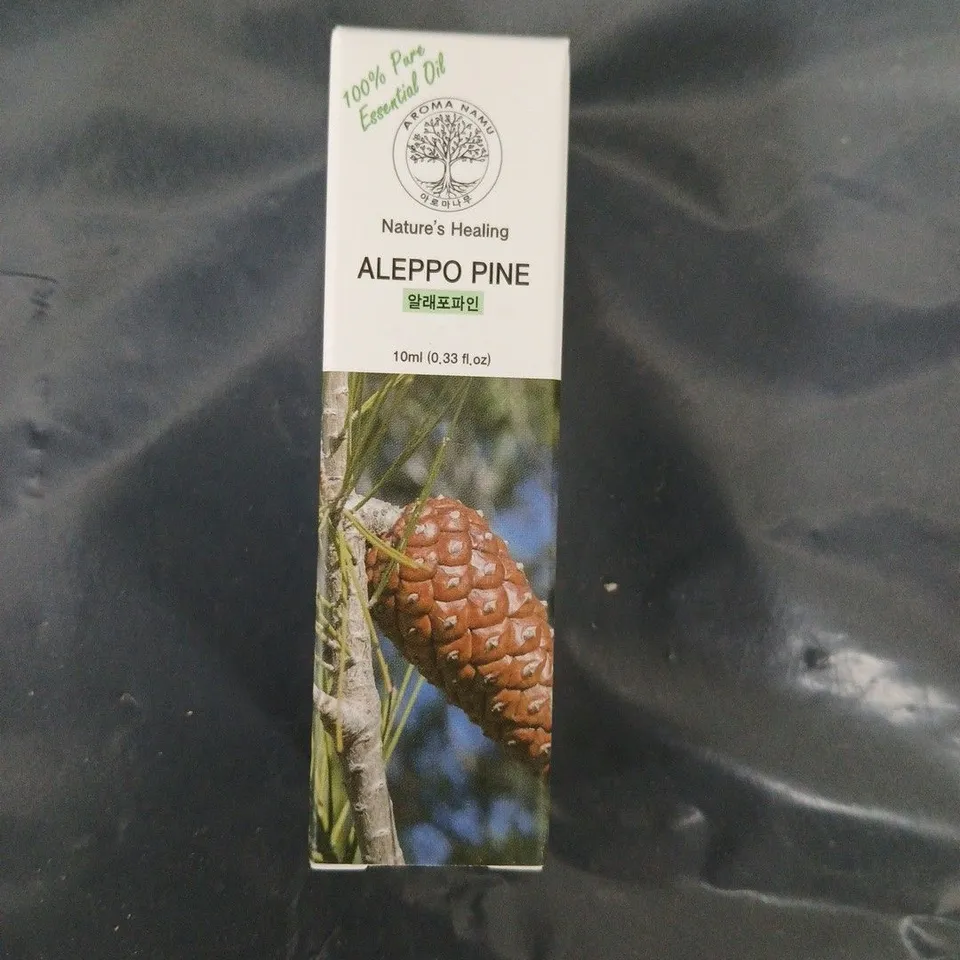 100% Pure
Essential Oil
AROMA NAMU
아로마나무
Nature's Healing
ALEPPO PINE
알래포파인
10ml (0.33 fl.oz)